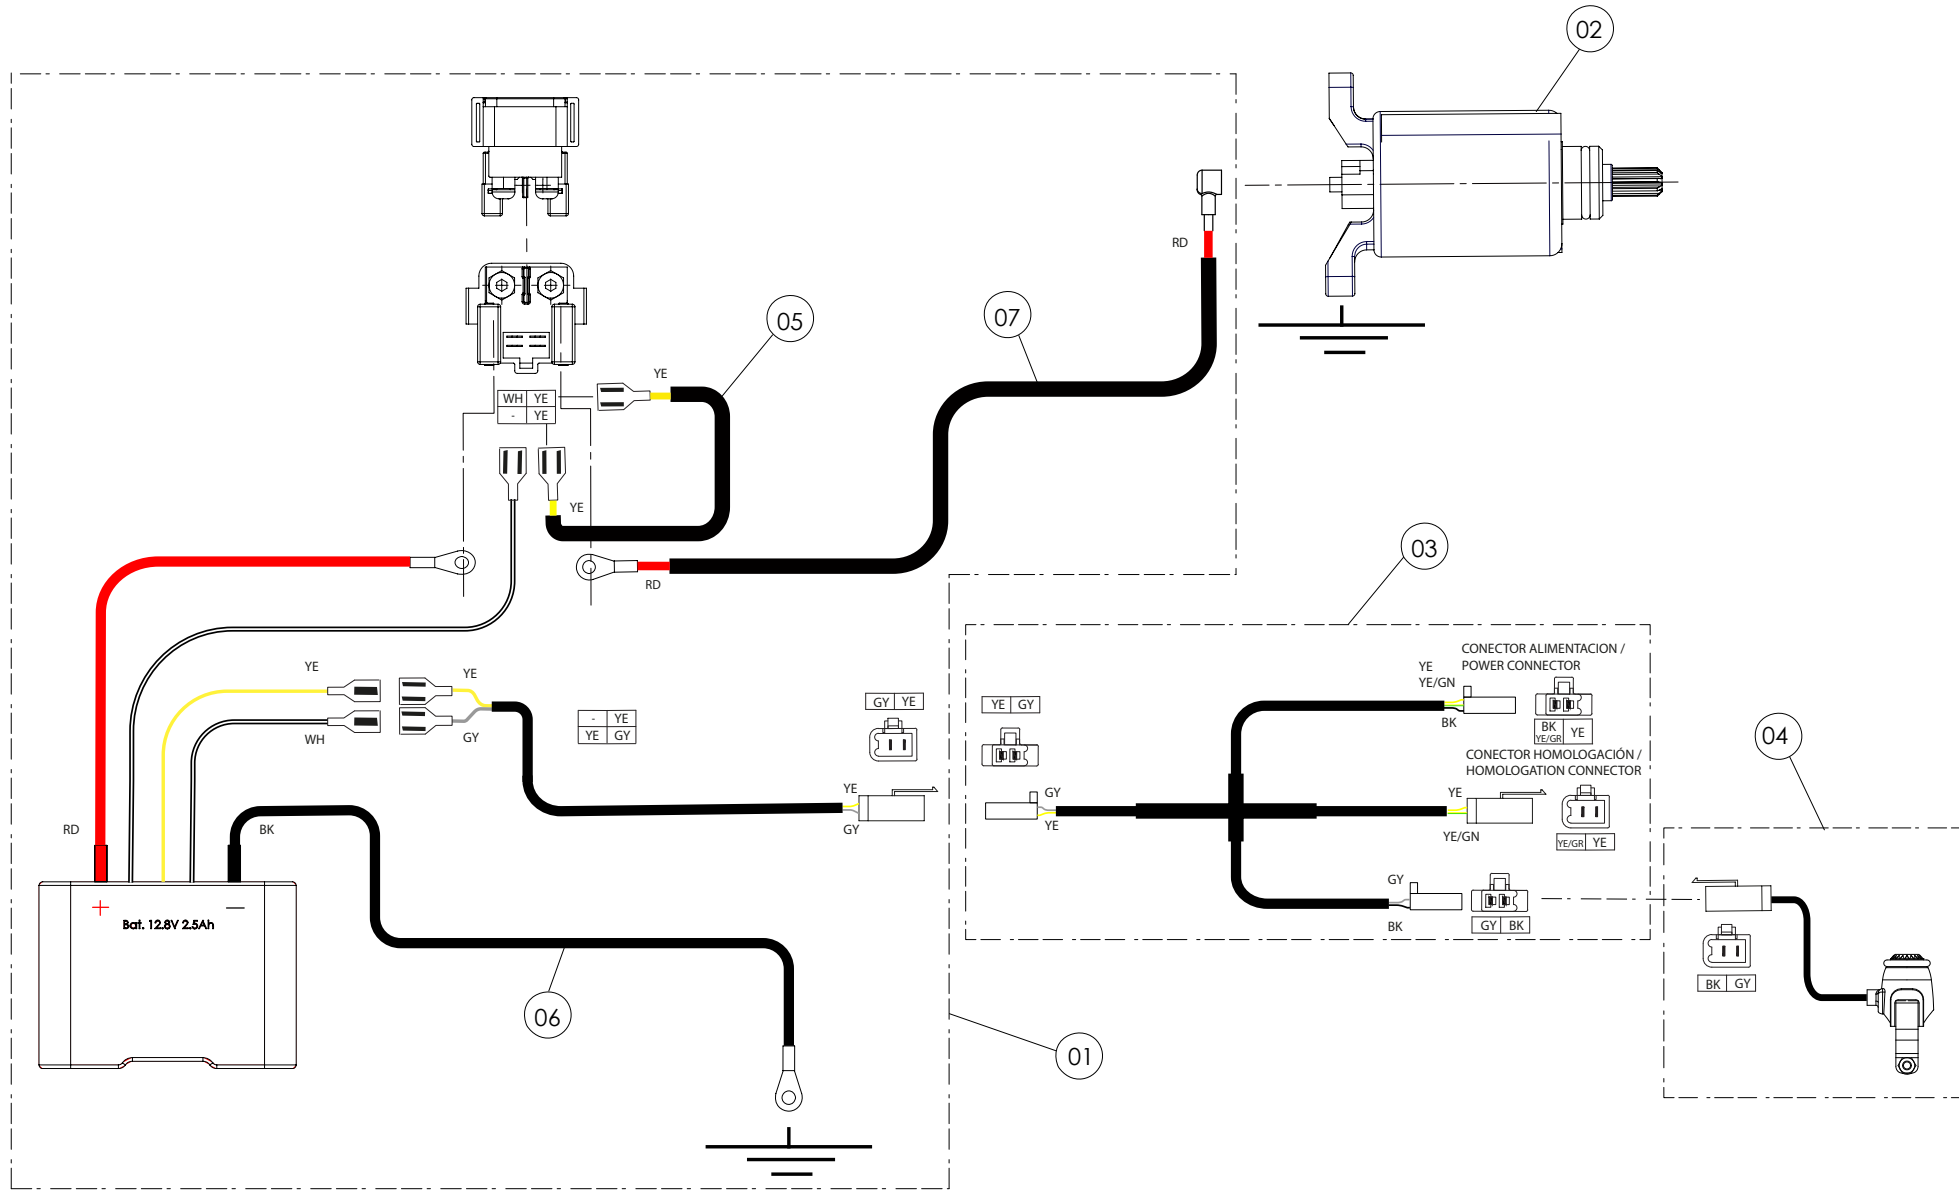 02
RD
05
07
YE
WH YE
- YE
YE
03
RD
CONECTOR ALIMENTACION /
POWER CONNECTOR
YE
YE/GN
BK
BK
YE/GR
YE
YE
YE
GY
WH
- YE
YE GY
GY YE
YE GY
04
CONECTOR HOMOLOGACIÓN /
HOMOLOGATION CONNECTOR
YE
GY
GY
YE
YE
YE/GN
YE/GR YE
RD
BK
+
—
Bat. 12.8V 2.5Ah
GY
BK
GY BK
BK GY
06
01